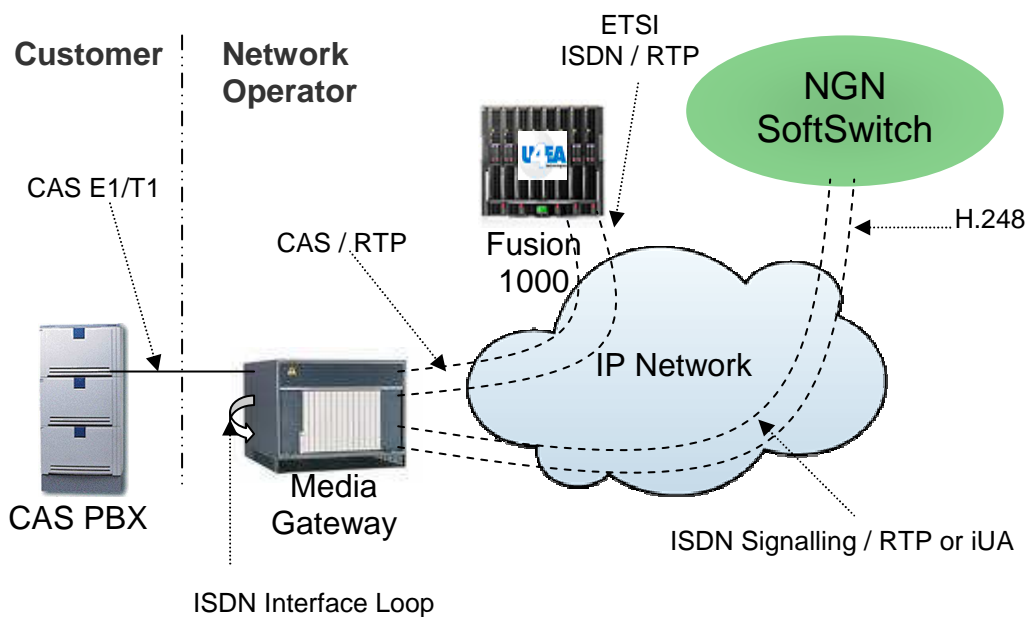 Customer
Network
Operator
ETSI
ISDN / RTP
NGN
SoftSwitch
CAS E1/T1
U4EA
CAS / RTP
Fusion
1000
H.248
IP Network
CAS PBX
Media
Gateway
ISDN Signalling / RTP or iUA
ISDN Interface Loop